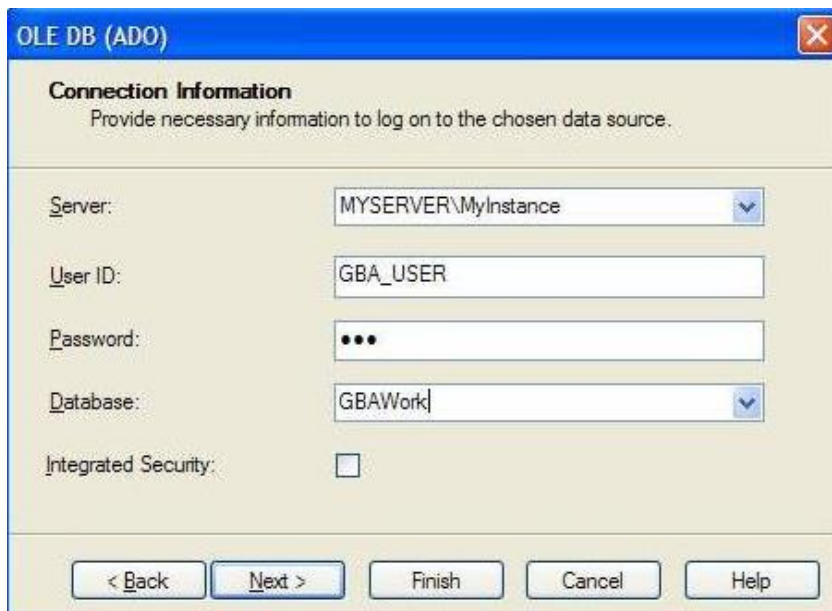 OLE DB (ADO)
Connection Information
Provide necessary information to log on to the chosen data source.
Server: MYSERVER\MyInstance
User ID: GBA_USER
Password: •••
Database: GBAWork
Integrated Security:
< Back Next > Finish Cancel Help